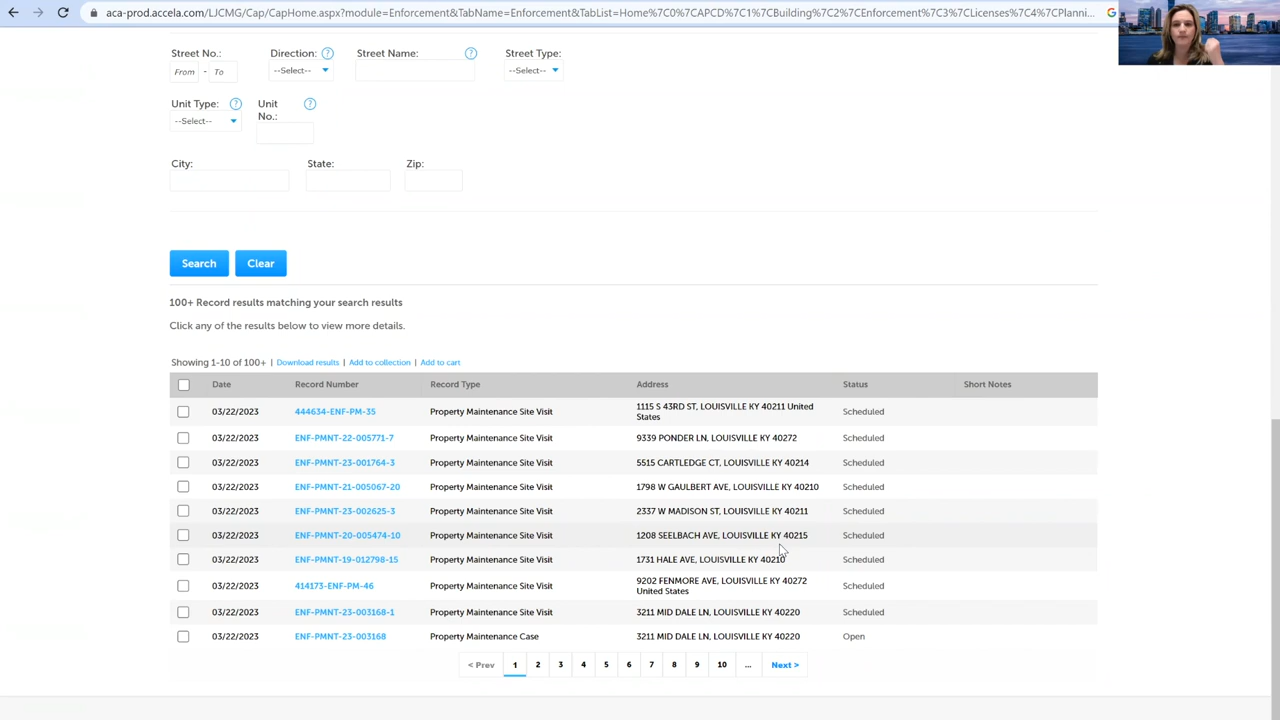 aca-prod.accela.com/LJCMG/Cap/CapHome.aspx?module=Enforcement&TabName=Enforcement&TabList=Home%7C0%7CAPCD%7C1%7CBuilding%7C2%7CEnforcement%7C3%7CLicenses%7C4%7CPlanni...
Street No.: Direction: ? Street Name: ? Street Type:
From - To --Select-- --Select--
Unit Type: ? Unit No.: ?
--Select--
City: State: Zip:
Search Clear
100+ Record results matching your search results
Click any of the results below to view more details.
Showing 1-10 of 100+ | Download results | Add to collection | Add to cart
Date Record Number Record Type Address Status Short Notes
03/22/2023 444634-ENF-PM-35 Property Maintenance Site Visit 1115 S 43RD ST, LOUISVILLE KY 40211 United States Scheduled
03/22/2023 ENF-PMNT-22-005771-7 Property Maintenance Site Visit 9339 PONDER LN, LOUISVILLE KY 40272 Scheduled
03/22/2023 ENF-PMNT-23-001764-3 Property Maintenance Site Visit 5515 CARTLEDGE CT, LOUISVILLE KY 40214 Scheduled
03/22/2023 ENF-PMNT-21-005067-20 Property Maintenance Site Visit 1798 W GAULBERT AVE, LOUISVILLE KY 40210 Scheduled
03/22/2023 ENF-PMNT-23-002625-3 Property Maintenance Site Visit 2337 W MADISON ST, LOUISVILLE KY 40211 Scheduled
03/22/2023 ENF-PMNT-20-005474-10 Property Maintenance Site Visit 1208 SEELBACH AVE, LOUISVILLE KY 40215 Scheduled
03/22/2023 ENF-PMNT-19-012798-15 Property Maintenance Site Visit 1731 HALE AVE, LOUISVILLE KY 40210 Scheduled
03/22/2023 414173-ENF-PM-46 Property Maintenance Site Visit 9202 FENMORE AVE, LOUISVILLE KY 40272 United States Scheduled
03/22/2023 ENF-PMNT-23-003168-1 Property Maintenance Site Visit 3211 MID DALE LN, LOUISVILLE KY 40220 Scheduled
03/22/2023 ENF-PMNT-23-003168 Property Maintenance Case 3211 MID DALE LN, LOUISVILLE KY 40220 Open
< Prev 1 2 3 4 5 6 7 8 9 10 ... Next >